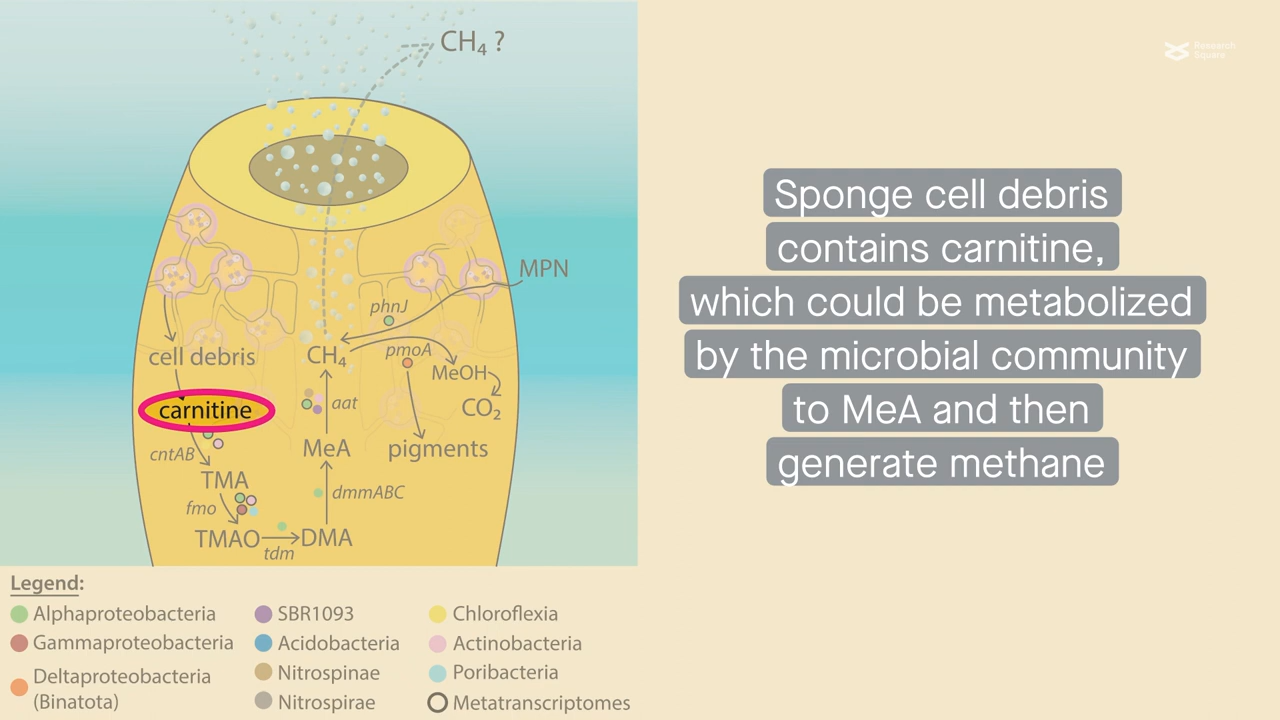 CH₄ ?
Research
Square
Sponge cell debris
contains carnitine,
which could be metabolized
by the microbial community
to MeA and then
generate methane
MPN
phnJ
cell debris
CH₄
pmoA
MeOH
carnitine
aat
CO₂
cntAB
MeA
pigments
TMA
fmo
dmmABC
TMAO
DMA
tdm
Legend:
Alphaproteobacteria
SBR1093
Chloroflexia
Gammaproteobacteria
Acidobacteria
Actinobacteria
Deltaproteobacteria
(Binatota)
Nitrospinae
Poribacteria
Nitrospirae
Metatranscriptomes